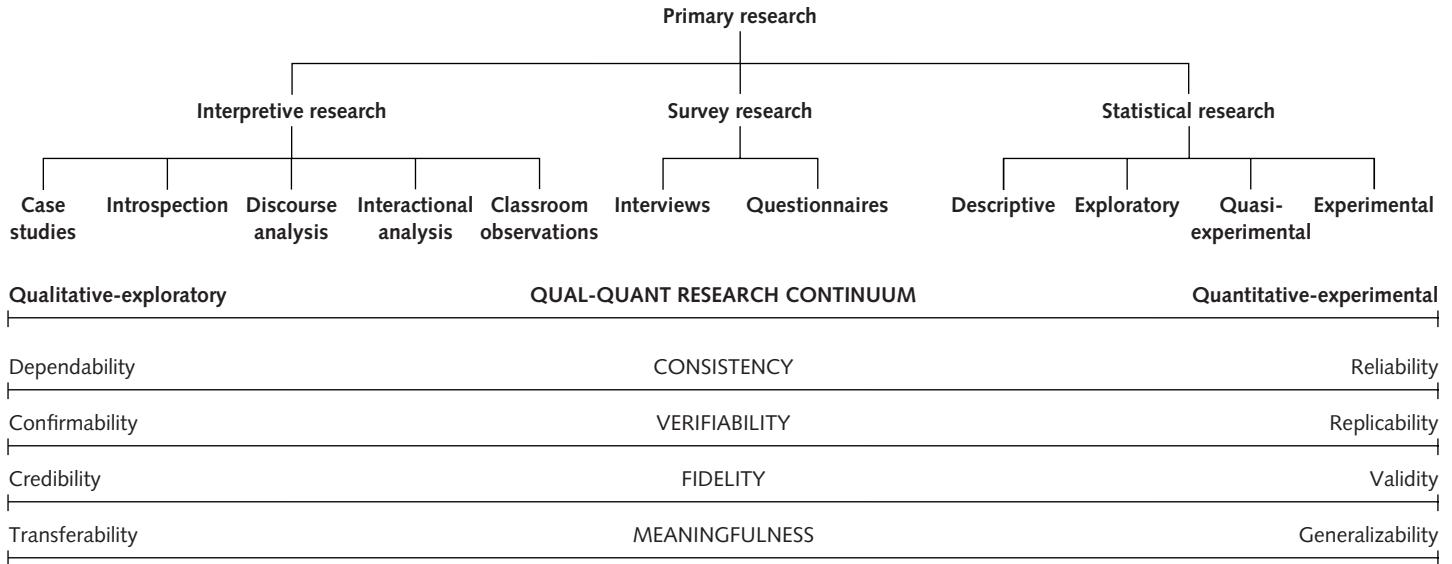 Primary research
Interpretive research Survey research Statistical research
Case studies
Introspection
Discourse analysis
Interactional analysis
Classroom observations
Interviews
Questionnaires
Descriptive
Exploratory
Quasi-experimental
Experimental
Qualitative-exploratory QUAL-QUANT RESEARCH CONTINUUM Quantitative-experimental
Dependability CONSISTENCY Reliability
Confirmability VERIFIABILITY Replicability
Credibility FIDELITY Validity
Transferability MEANINGFULNESS Generalizability